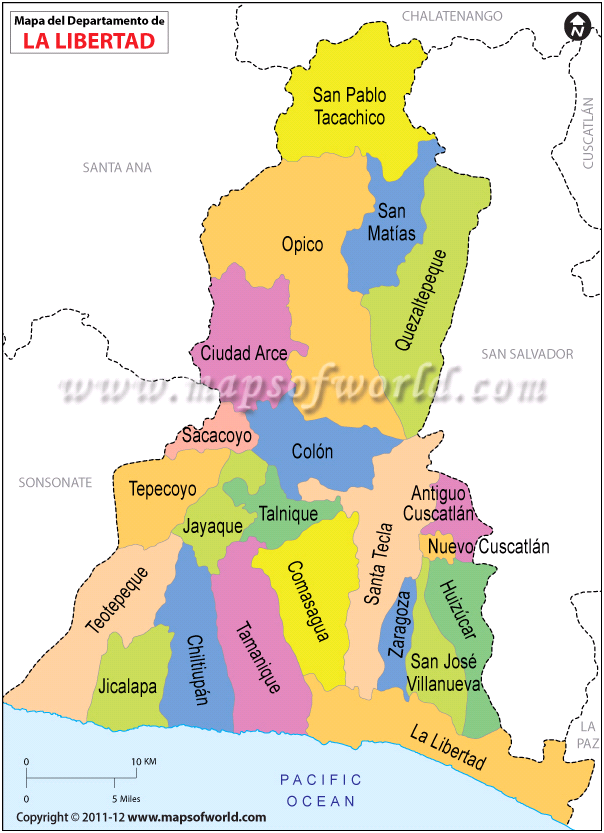 Mapa del Departamento de
LA LIBERTAD
CHALATENANGO
N
CUSCATLÁN
San Pablo
Tacachico
SANTA ANA
San
Matías
Opico
Quezaltepeque
Ciudad Arce
SAN SALVADOR
www.mapsofworld.com
Sacacoyo
Colón
SONSONATE
Tepecoyo
Antiguo
Cuscatlán
Talnique
Jayaque
Santa Tecla
Nuevo Cuscatlán
Teotepeque
Comasagua
Huizúcar
Zaragoza
Chiltiupán
Tamanique
San José
Villanueva
Jicalapa
La Libertad
LA
PAZ
0 10 KM
0 5 Miles
PACIFIC
OCEAN
Copyright © 2011-12 www.mapsofworld.com